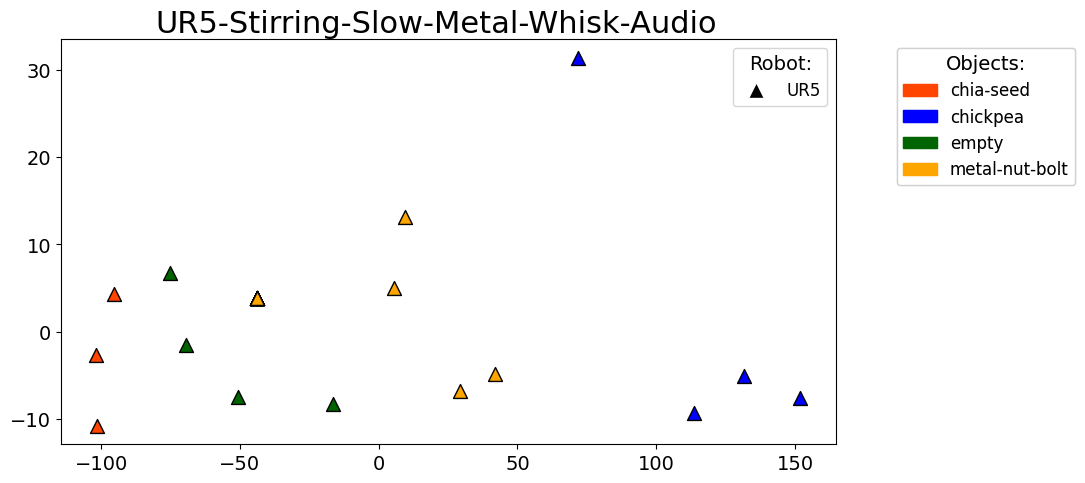 UR5-Stirring-Slow-Metal-Whisk-Audio
30
20
10
0
−10
−100
−50
0
50
100
150
Robot:
UR5
Objects:
chia-seed
chickpea
empty
metal-nut-bolt